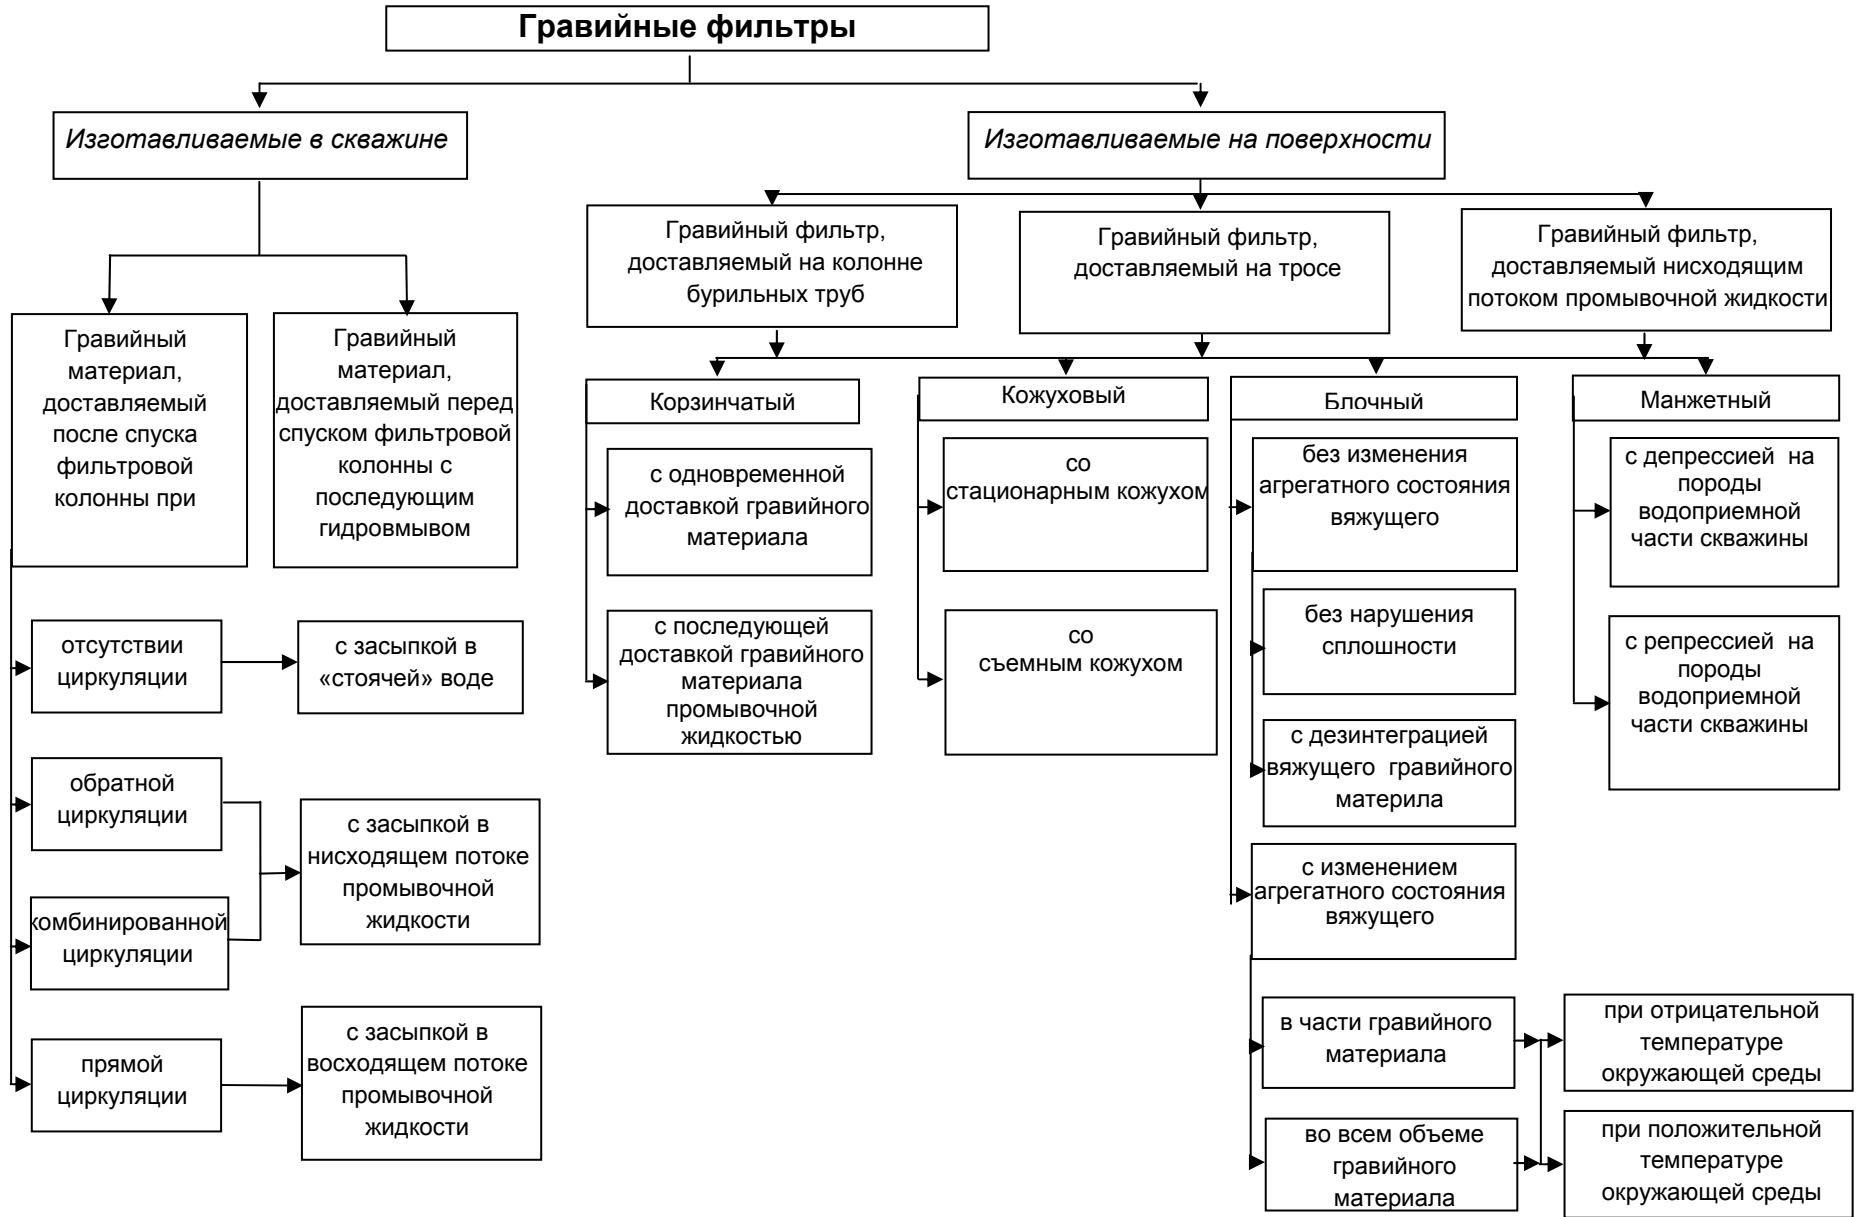 Гравийные фильтры
Изготавливаемые в скважине
Изготавливаемые на поверхности
Гравийный фильтр,
доставляемый на колонне
бурильных труб
Гравийный фильтр,
доставляемый на тросе
Гравийный фильтр,
доставляемый нисходящим
потоком промывочной жидкости
Гравийный
материал,
доставляемый
после спуска
фильтровой
колонны при
Гравийный
материал,
доставляемый перед
спуском фильтровой
колонны с
последующим
гидровмывом
Корзинчатый
Кожуховый
Блочный
Манжетный
с одновременной
доставкой гравийного
материала
со
стационарным кожухом
без изменения
агрегатного состояния
вяжущего
с депрессией на
породы
водоприемной
части скважины
с последующей
доставкой гравийного
материала
промывочной
жидкостью
со
съемным кожухом
без нарушения
сплошности
с репрессией на
породы
водоприемной
части скважины
с дезинтеграцией
вяжущего гравийного
материла
отсутствии
циркуляции
с засыпкой в
«стоячей» воде
обратной
циркуляции
с засыпкой в
нисходящем потоке
промывочной
жидкости
комбинированной
циркуляции
с изменением
агрегатного состояния
вяжущего
прямой
циркуляции
с засыпкой в
восходящем потоке
промывочной
жидкости
в части гравийного
материала
при отрицательной
температуре
окружающей среды
во всем объеме
гравийного
материала
при положительной
температуре
окружающей среды